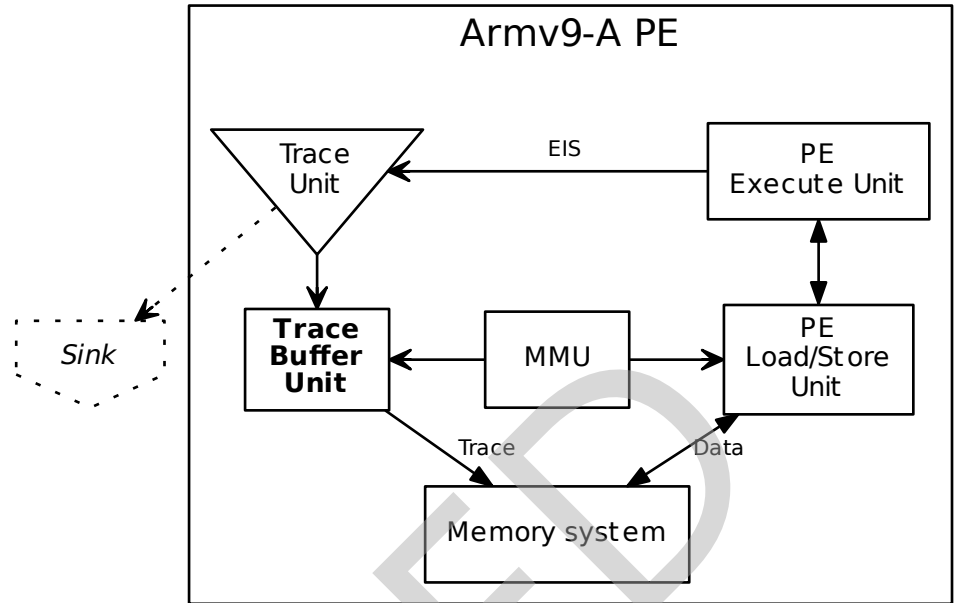 Armv9-A PE
Trace
Unit
EIS
PE
Execute Unit
Sink
Trace
Buffer
Unit
MMU
PE
Load/Store
Unit
Trace
Data
Memory system